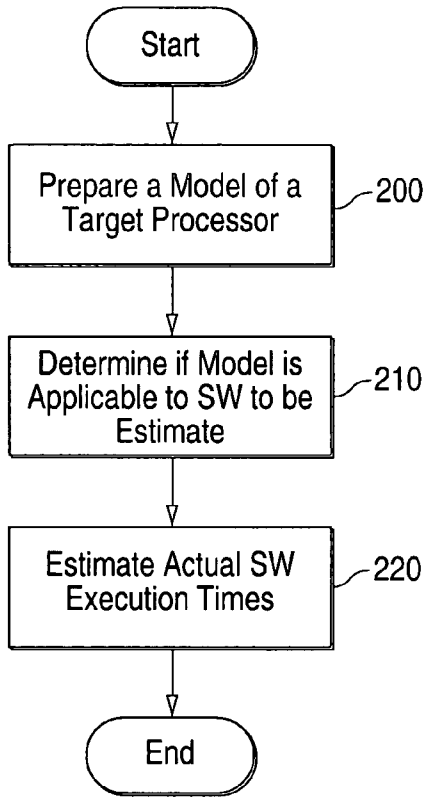 Start
Prepare a Model of a
Target Processor
200
Determine if Model is
Applicable to SW to be
Estimate
210
Estimate Actual SW
Execution Times
220
End